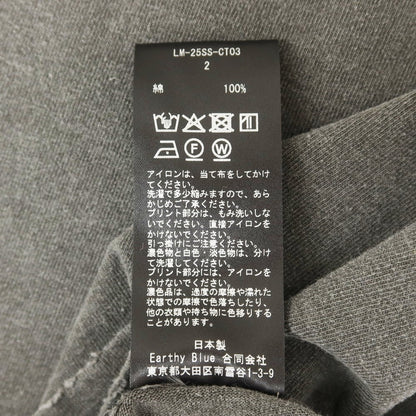 LM-25SS-CT03
2
綿 100%
F W
アイロンは、当て布をしてかけ
てください。
洗濯で多少縮みますので、あら
かじめご了承ください。
プリント部分は、もみ洗いしな
いでください。直接アイロンを
かけないでください。
引っ掛けにご注意ください。
濃色物と白色・淡色物は、分け
て洗濯してください。
プリント部分には、アイロンを
かけないでください。
濃色品は、過度の摩擦や濡れた
状態での摩擦で色落ちしたり、
他の衣類や持ち物に色移りする
場合があります。
日本製
Earthy Blue 合同会社
東京都大田区南雪谷1-3-9